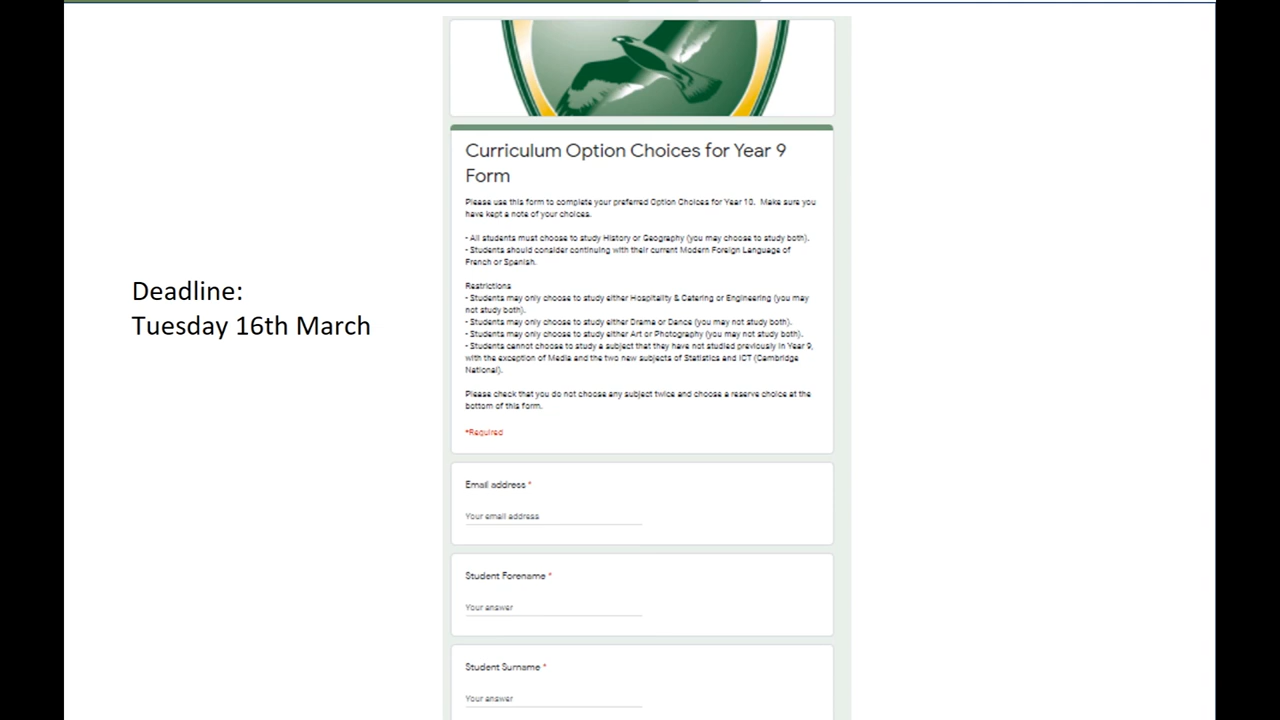 Deadline:
Tuesday 16th March
Curriculum Option Choices for Year 9
Form
Please use this form to complete your preferred Option Choices for Year 10. Make sure you
have kept a note of your choices.
- All students must choose to study History or Geography (you may choose to study both).
- Students should consider continuing with their current Modern Foreign Language of
French or Spanish.
Restrictions
- Students may only choose to study either Hospitality & Catering or Engineering (you may
not study both).
- Students may only choose to study either Drama or Dance (you may not study both).
- Students may only choose to study either Art or Photography (you may not study both).
- Students cannot choose to study a subject that they have not studied previously in Year 9,
with the exception of Media and the two new subjects of Statistics and ICT (Cambridge
National).
Please check that you do not choose any subject twice and choose a reserve choice at the
bottom of this form.
*Required
Email address *
Your email address
Student Forename *
Your answer
Student Surname *
Your answer